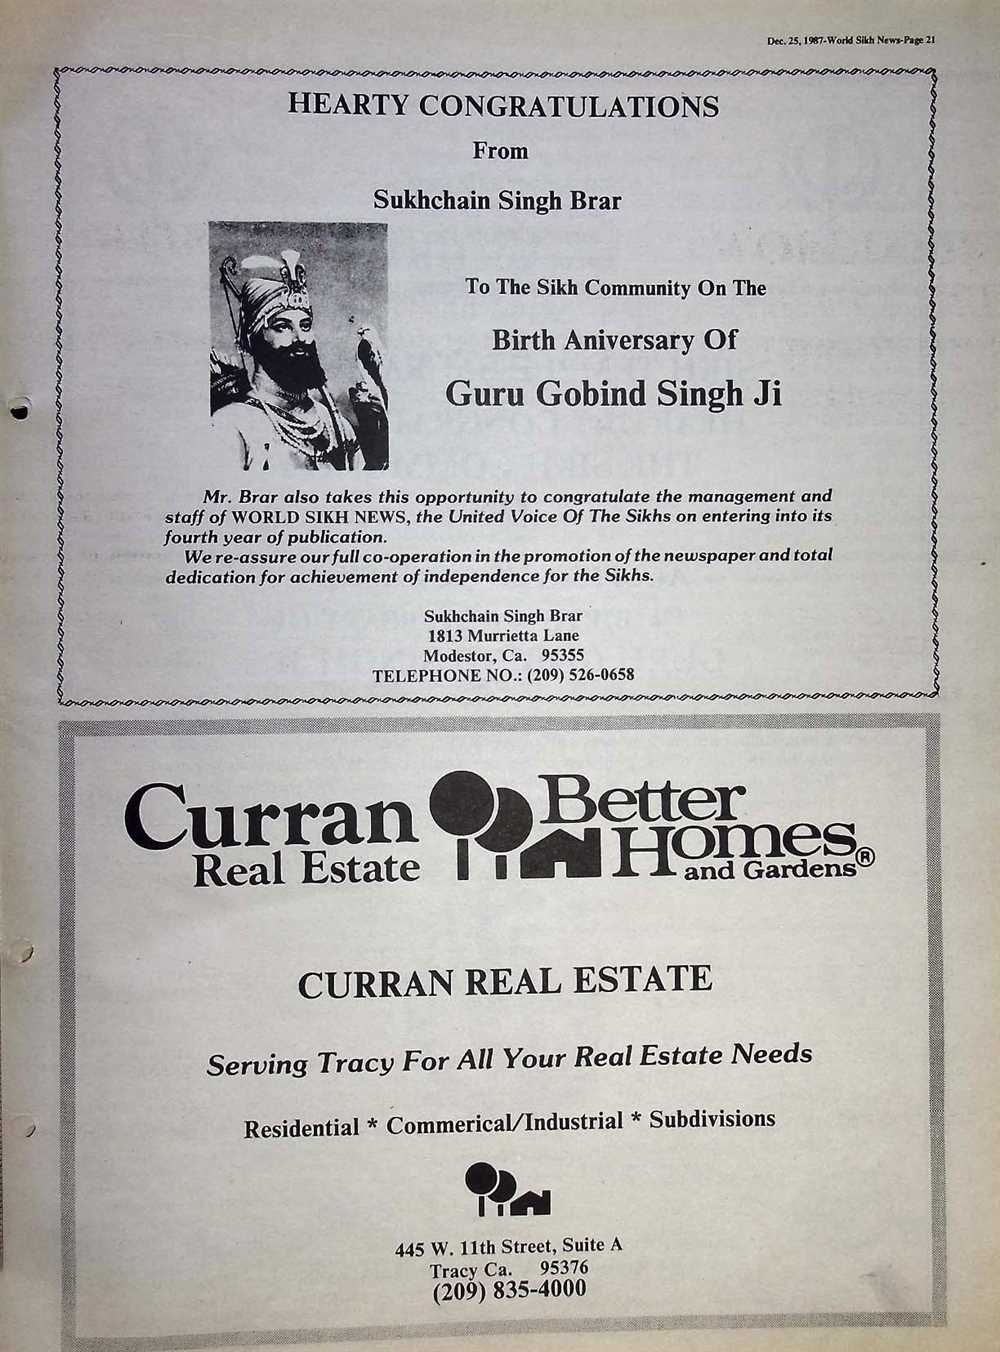 Dec. 25, 1987-World Sikh News-Page 21
HEARTY CONGRATULATIONS
From
Sukhchain Singh Brar
To The Sikh Community On The
Birth Aniversary Of
Guru Gobind Singh Ji
Mr. Brar also takes this opportunity to congratulate the management and
staff of WORLD SIKH NEWS, the United Voice Of The Sikhs on entering into its
fourth year of publication.
We re-assure our full co-operation in the promotion of the newspaper and total
dedication for achievement of independence for the Sikhs.
Sukhchain Singh Brar
1813 Murrietta Lane
Modestor, Ca. 95355
TELEPHONE NO.: (209) 526-0658
Curran
Real Estate
Better
Homes
and Gardens®
CURRAN REAL ESTATE
Serving Tracy For All Your Real Estate Needs
Residential * Commerical/Industrial * Subdivisions
445 W. 11th Street, Suite A
Tracy Ca. 95376
(209) 835-4000